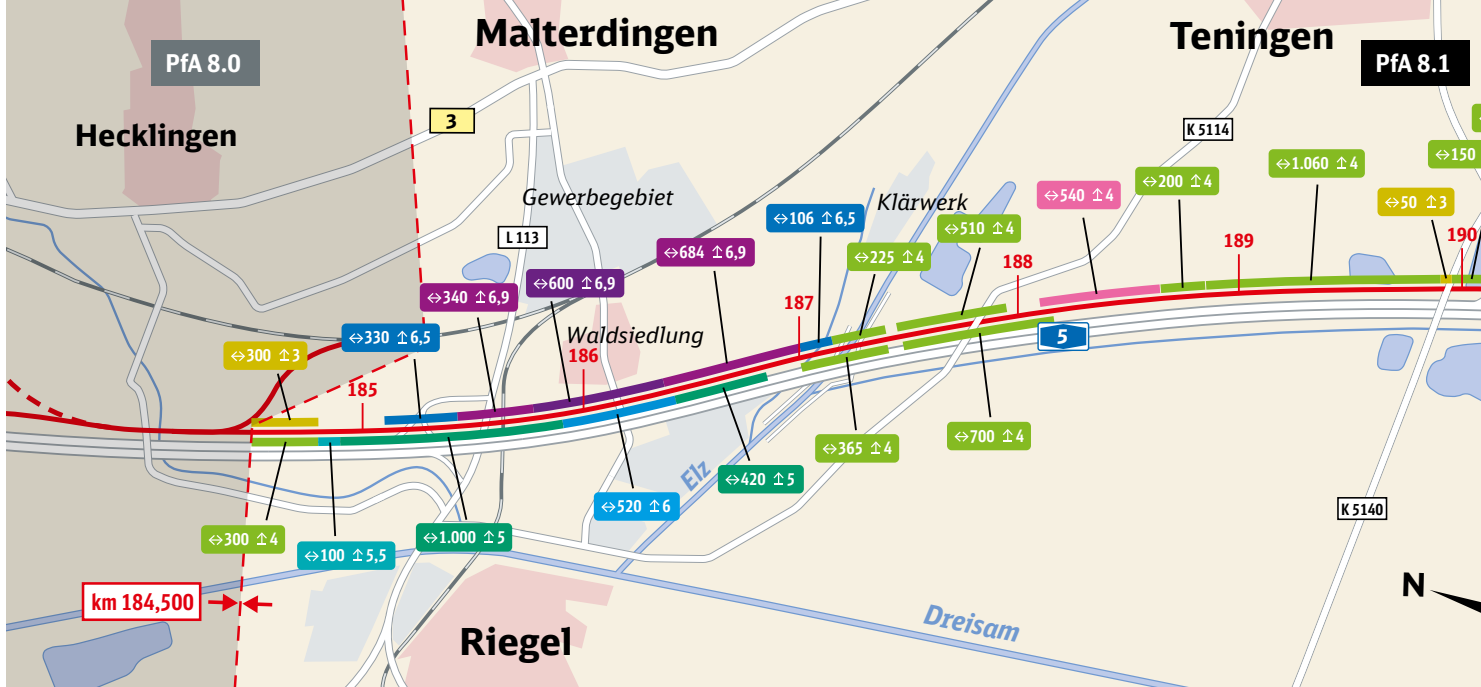 Malterdingen
Teningen
PfA 8.0
PfA 8.1
3
Hecklingen
K 5114
↔150
↔1.060 ↥4
↔200 ↥4
↔540 ↥4
↔50 ↥3
Gewerbegebiet
Klärwerk
↔106 ↥6,5
↔510 ↥4
L 113
↔684 ↥6,9
↔225 ↥4
190
189
188
↔600 ↥6,9
↔340 ↥6,9
187
Waldsiedlung
↔330 ↥6,5
↔300 ↥3
186
5
185
↔700 ↥4
↔365 ↥4
Elz
↔420 ↥5
↔520 ↥6
K 5140
↔300 ↥4
↔1.000 ↥5
↔100 ↥5,5
N
km 184,500
Dreisam
Riegel